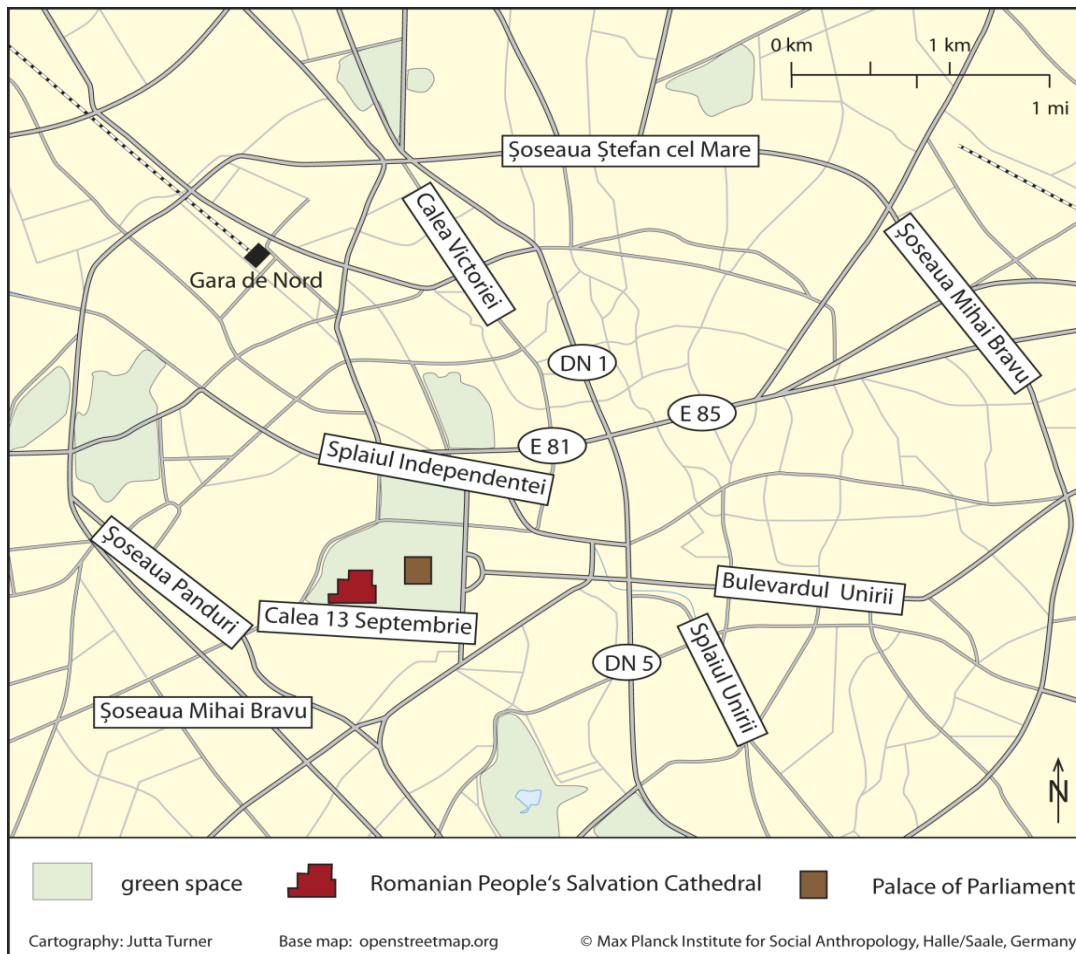 0 km 1 km
1 mi
Șoseaua Ștefan cel Mare
Calea Victoriei
Șoseaua Mihai Bravu
Gara de Nord
DN 1
E 85
E 81
Splaiul Independentei
Șoseaua Panduri
Bulevardul Unirii
Calea 13 Septembrie
Splaiul Unirii
DN 5
Șoseaua Mihai Bravu
N
green space
Romanian People's Salvation Cathedral
Palace of Parliament
Cartography: Jutta Turner
Base map: openstreetmap.org
© Max Planck Institute for Social Anthropology, Halle/Saale, Germany